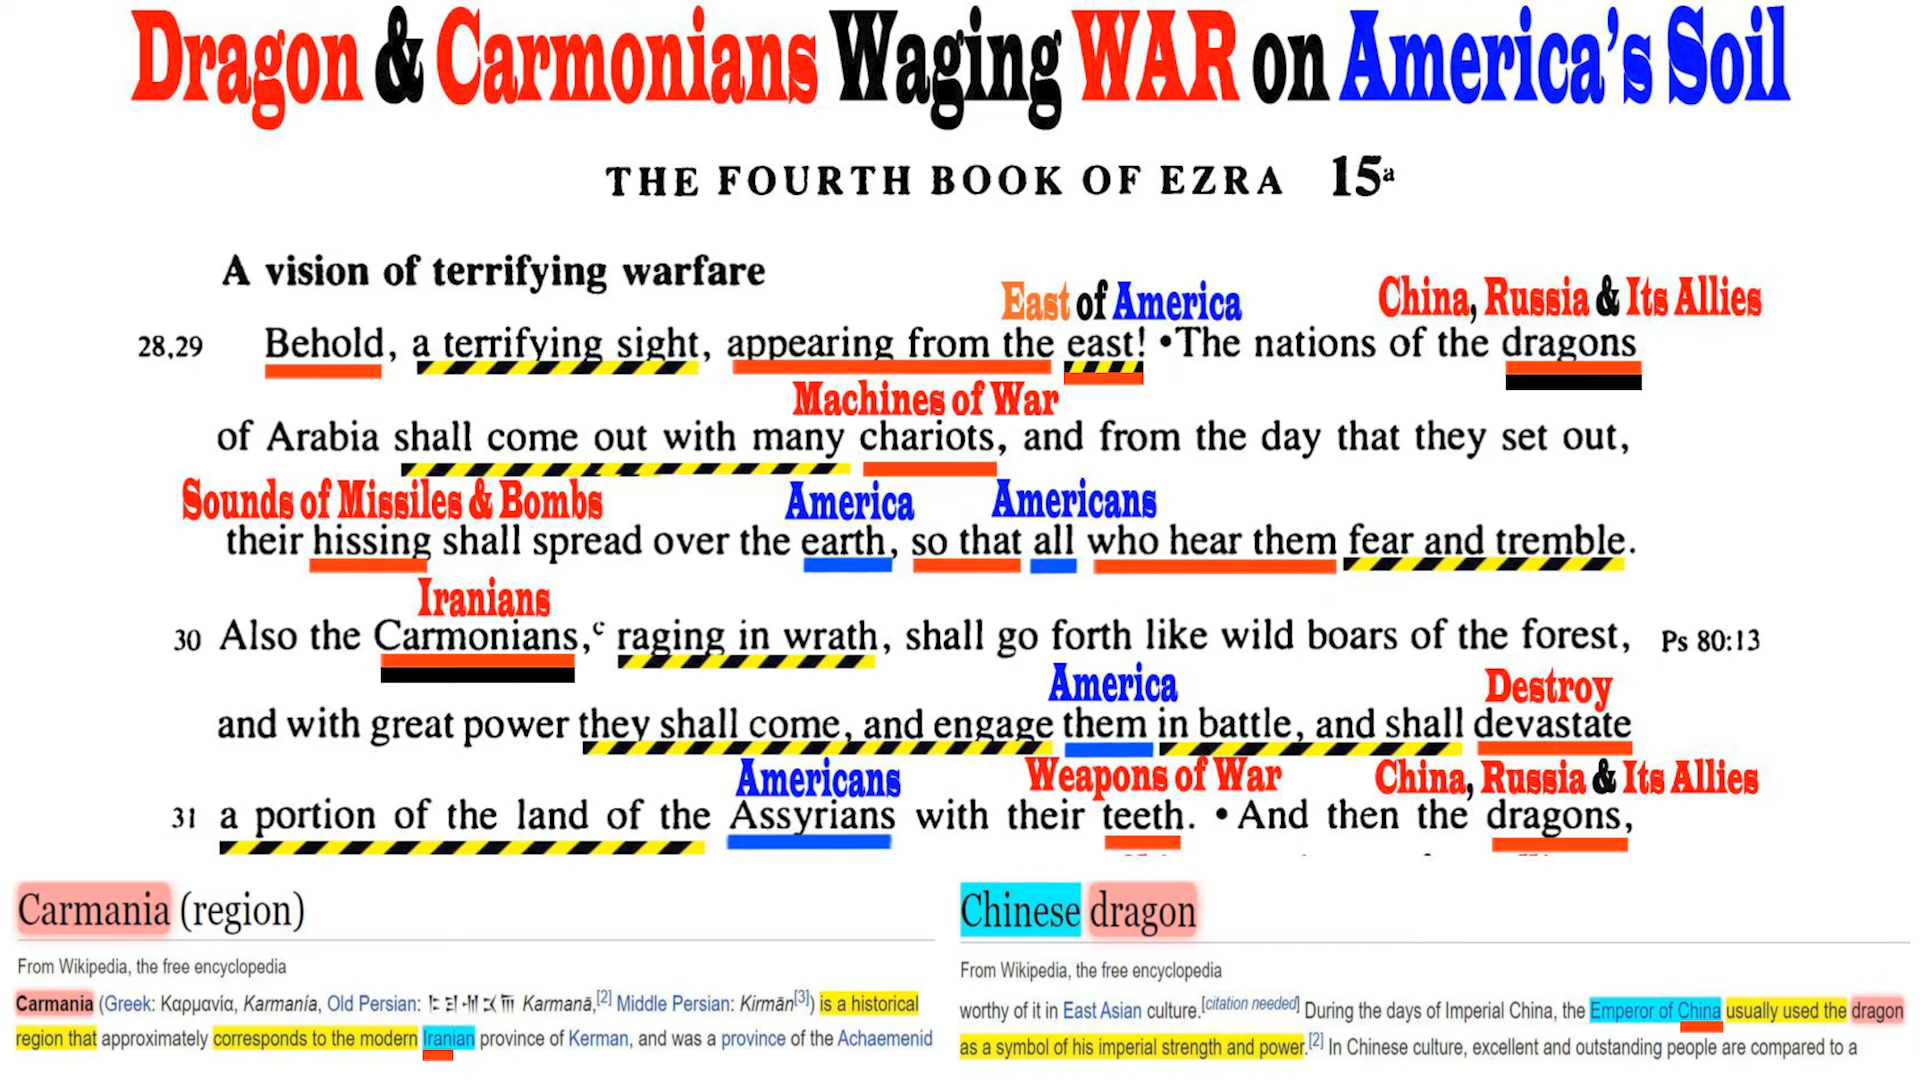 Dragon & Carmonians Waging WAR on America's Soil
THE FOURTH BOOK OF EZRA 15a
A vision of terrifying warfare
East of America China, Russia & Its Allies
28,29 Behold, a terrifying sight, appearing from the east! •The nations of the dragons
Machines of War
of Arabia shall come out with many chariots, and from the day that they set out,
Sounds of Missiles & Bombs America Americans
their hissing shall spread over the earth, so that all who hear them fear and tremble.
Iranians
30 Also the Carmonians,c raging in wrath, shall go forth like wild boars of the forest, Ps 80:13
America Destroy
and with great power they shall come, and engage them in battle, and shall devastate
Americans Weapons of War China, Russia & Its Allies
31 a portion of the land of the Assyrians with their teeth. •And then the dragons,
Carmania (region)
From Wikipedia, the free encyclopedia
Carmania (Greek: Καρμανία, Karmanía, Old Persian: Karmanā,[2] Middle Persian: Kirmān[3]) is a historical
region that approximately corresponds to the modern Iranian province of Kerman, and was a province of the Achaemenid
Chinese dragon
From Wikipedia, the free encyclopedia
worthy of it in East Asian culture.[citation needed] During the days of Imperial China, the Emperor of China usually used the dragon
as a symbol of his imperial strength and power.[2] In Chinese culture, excellent and outstanding people are compared to a